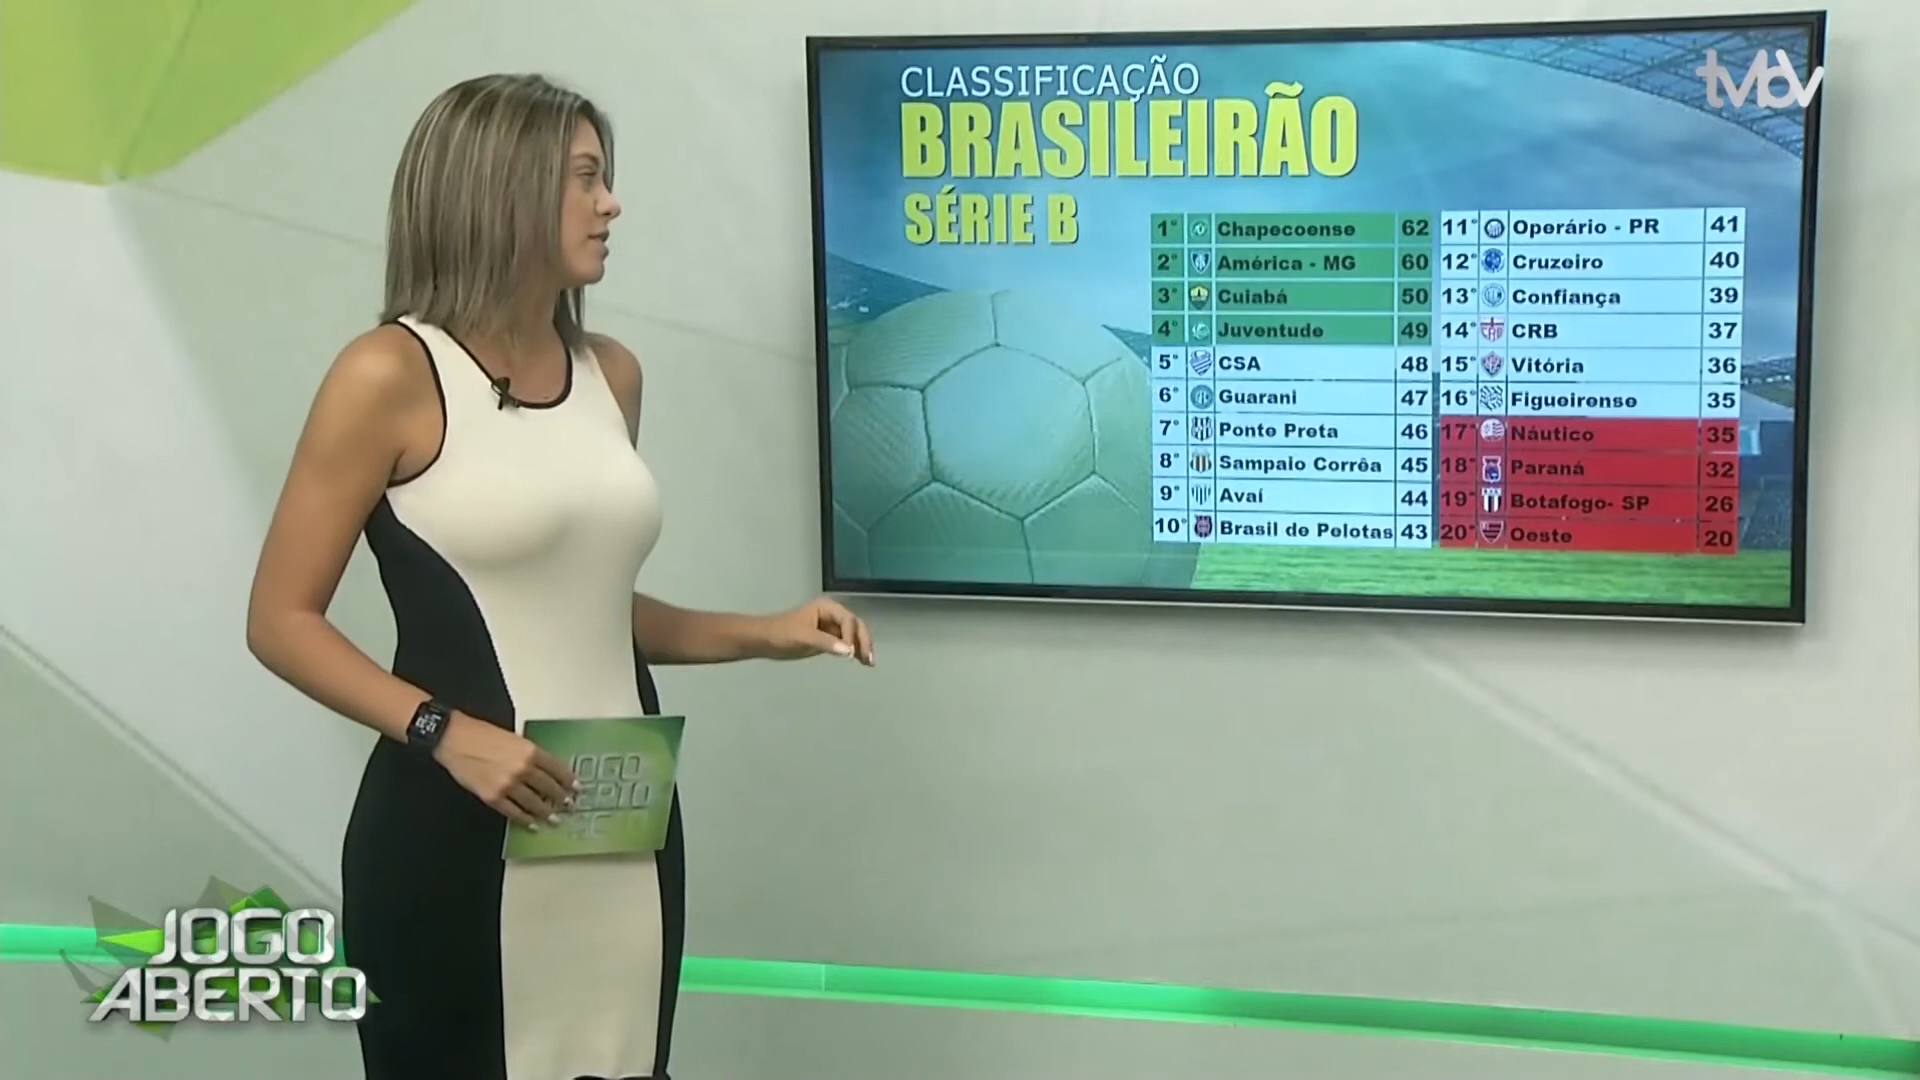 tvbv
CLASSIFICAÇÃO
BRASILEIRÃO
SÉRIE B
1° Chapecoense 62
2° América - MG 60
3° Cuiabá 50
4° Juventude 49
5° CSA 48
6° Guarani 47
7° Ponte Preta 46
8° Sampaio Corrêa 45
9° Avaí 44
10° Brasil de Pelotas 43
11° Operário - PR 41
12° Cruzeiro 40
13° Confiança 39
14° CRB 37
15° Vitória 36
16° Figueirense 35
17° Náutico 35
18° Paraná 32
19° Botafogo- SP 26
20° Oeste 20
JOGO
ABERTO
JOGO
ABERTO